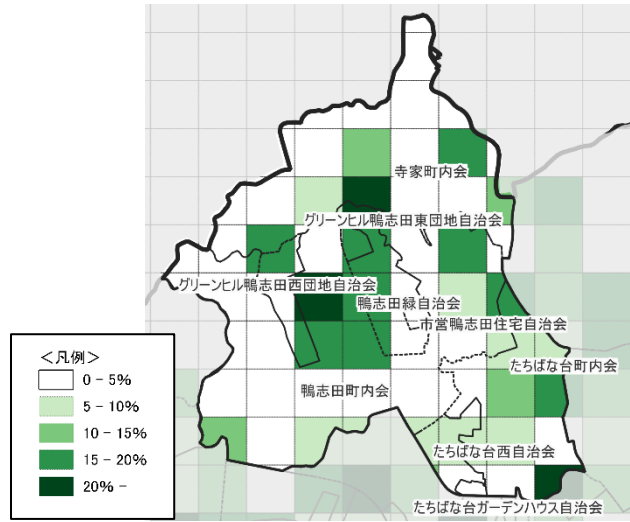 寺家町内会
グリーンヒル鴨志田東団地自治会
グリーンヒル鴨志田西団地自治会
鴨志田緑自治会
市営鴨志田住宅自治会
たちばな台町内会
鴨志田町内会
たちばな台西自治会
たちばな台ガーデンハウス自治会
＜凡例＞
0 - 5%
5 - 10%
10 - 15%
15 - 20%
20% -